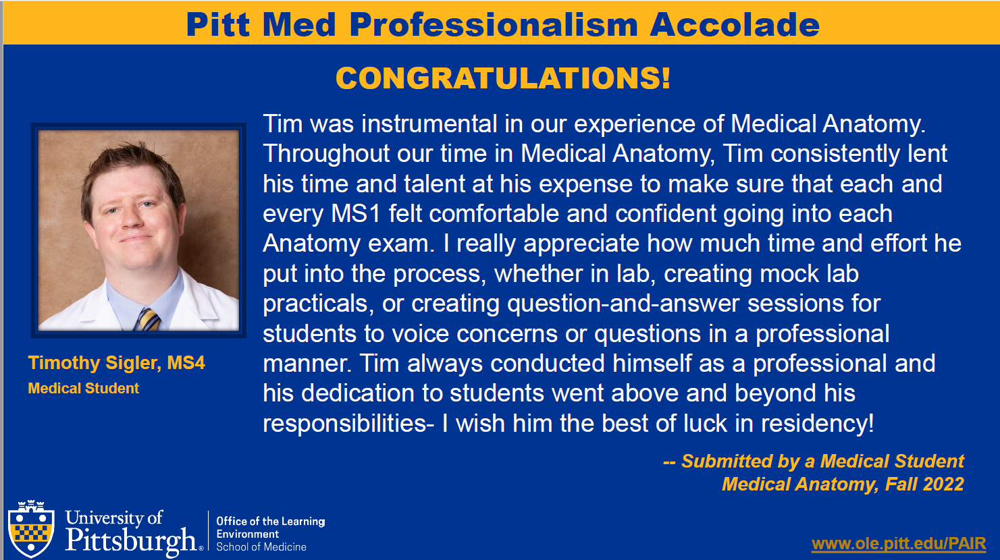 Pitt Med Professionalism Accolade
CONGRATULATIONS!
Tim was instrumental in our experience of Medical Anatomy.
Throughout our time in Medical Anatomy, Tim consistently lent
his time and talent at his expense to make sure that each and
every MS1 felt comfortable and confident going into each
Anatomy exam. I really appreciate how much time and effort he
put into the process, whether in lab, creating mock lab
practicals, or creating question-and-answer sessions for
students to voice concerns or questions in a professional
manner. Tim always conducted himself as a professional and
his dedication to students went above and beyond his
responsibilities- I wish him the best of luck in residency!
Timothy Sigler, MS4
Medical Student
-- Submitted by a Medical Student
Medical Anatomy, Fall 2022
University of
Pittsburgh®
Office of the Learning
Environment
School of Medicine
www.ole.pitt.edu/PAIR